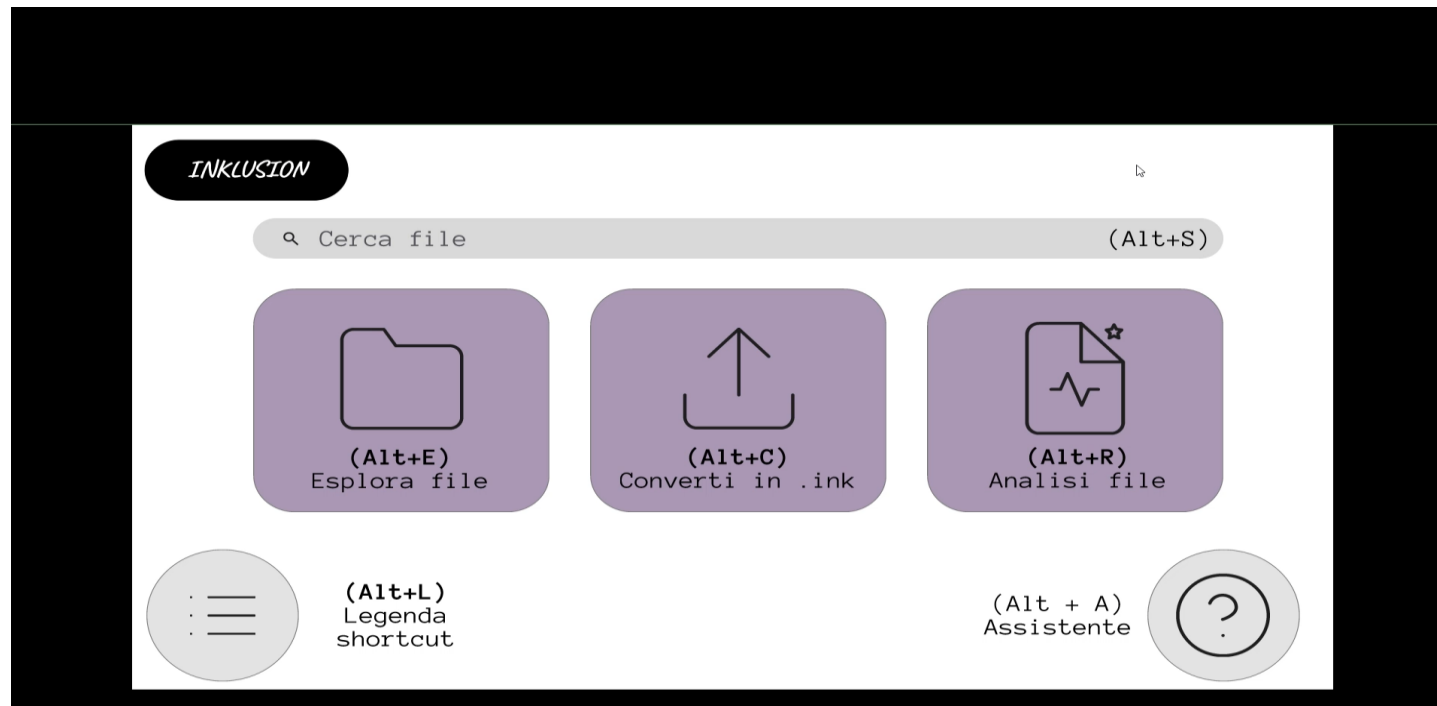 INKLUSION
Cerca file
(Alt+S)
(Alt+E)
Esplora file
(Alt+C)
Converti in .ink
(Alt+R)
Analisi file
(Alt+L)
Legenda
shortcut
(Alt + A)
Assistente
?